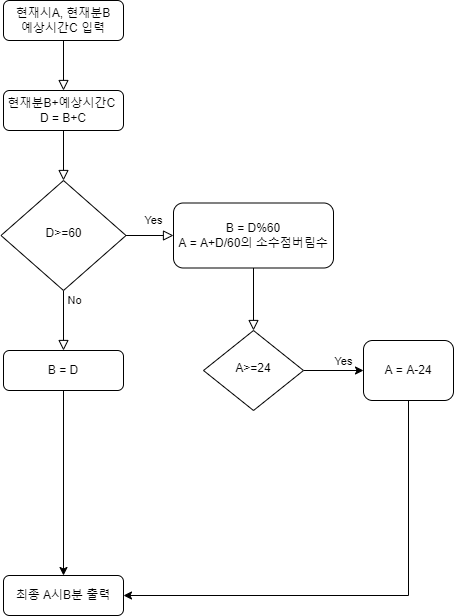 현재시A, 현재분B
예상시간C 입력
현재분B+예상시간C
D = B+C
D>=60
Yes
B = D%60
A = A+D/60의 소수점버림수
No
A>=24
Yes
A = A-24
B = D
최종 A시B분 출력